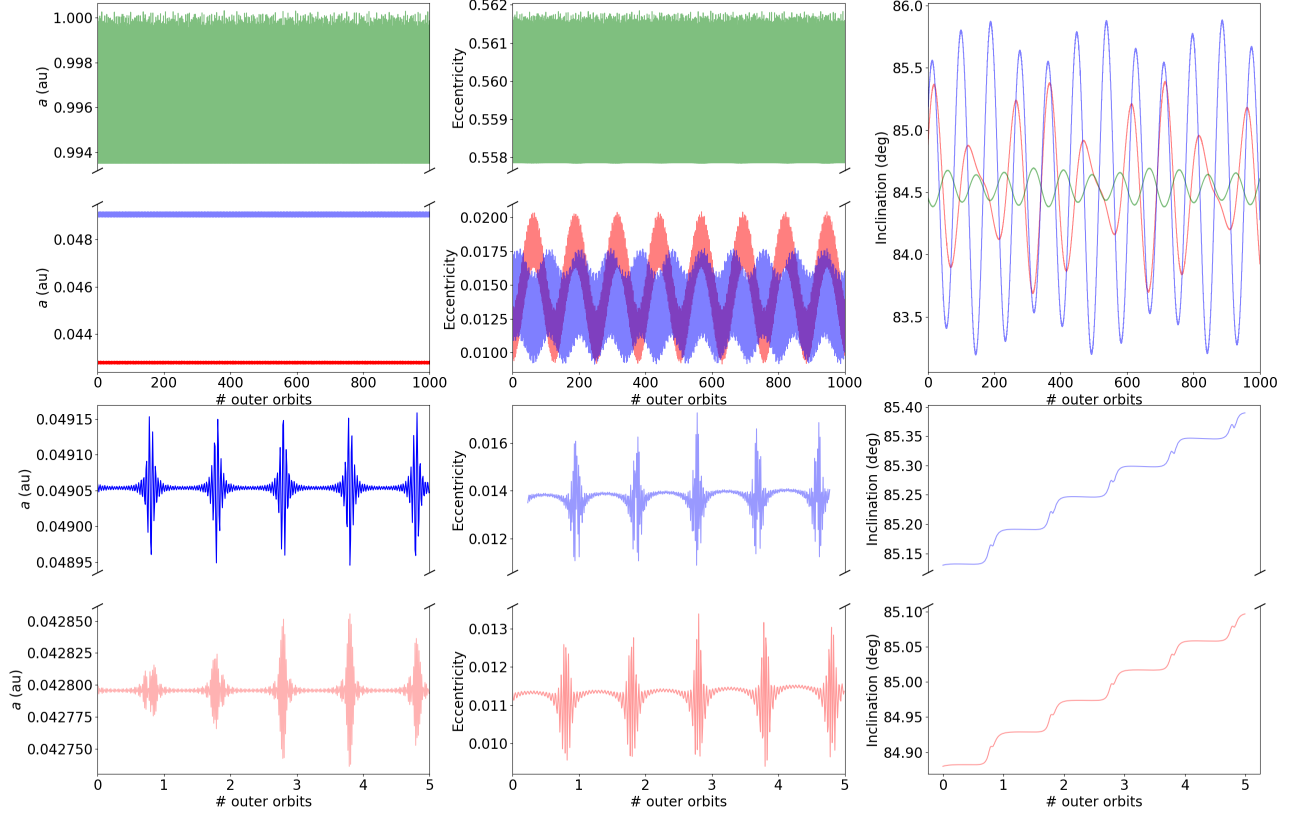 1.000
0.998
0.996
0.994
a (au)
0.048
0.046
0.044
a (au)
0 200 400 600 800 1000
# outer orbits
0.562
0.561
0.560
0.559
0.558
Eccentricity
0.0200
0.0175
0.0150
0.0125
0.0100
Eccentricity
0 200 400 600 800 1000
# outer orbits
86.0
85.5
85.0
84.5
84.0
83.5
Inclination (deg)
0 200 400 600 800 1000
# outer orbits
0.04915
0.04910
0.04905
0.04900
0.04895
a (au)
0.042850
0.042825
0.042800
0.042775
0.042750
a (au)
0 1 2 3 4 5
# outer orbits
0.016
0.014
0.012
Eccentricity
0.013
0.012
0.011
0.010
Eccentricity
0 1 2 3 4 5
# outer orbits
85.40
85.35
85.30
85.25
85.20
85.15
Inclination (deg)
85.10
85.05
85.00
84.95
84.90
Inclination (deg)
0 1 2 3 4 5
# outer orbits